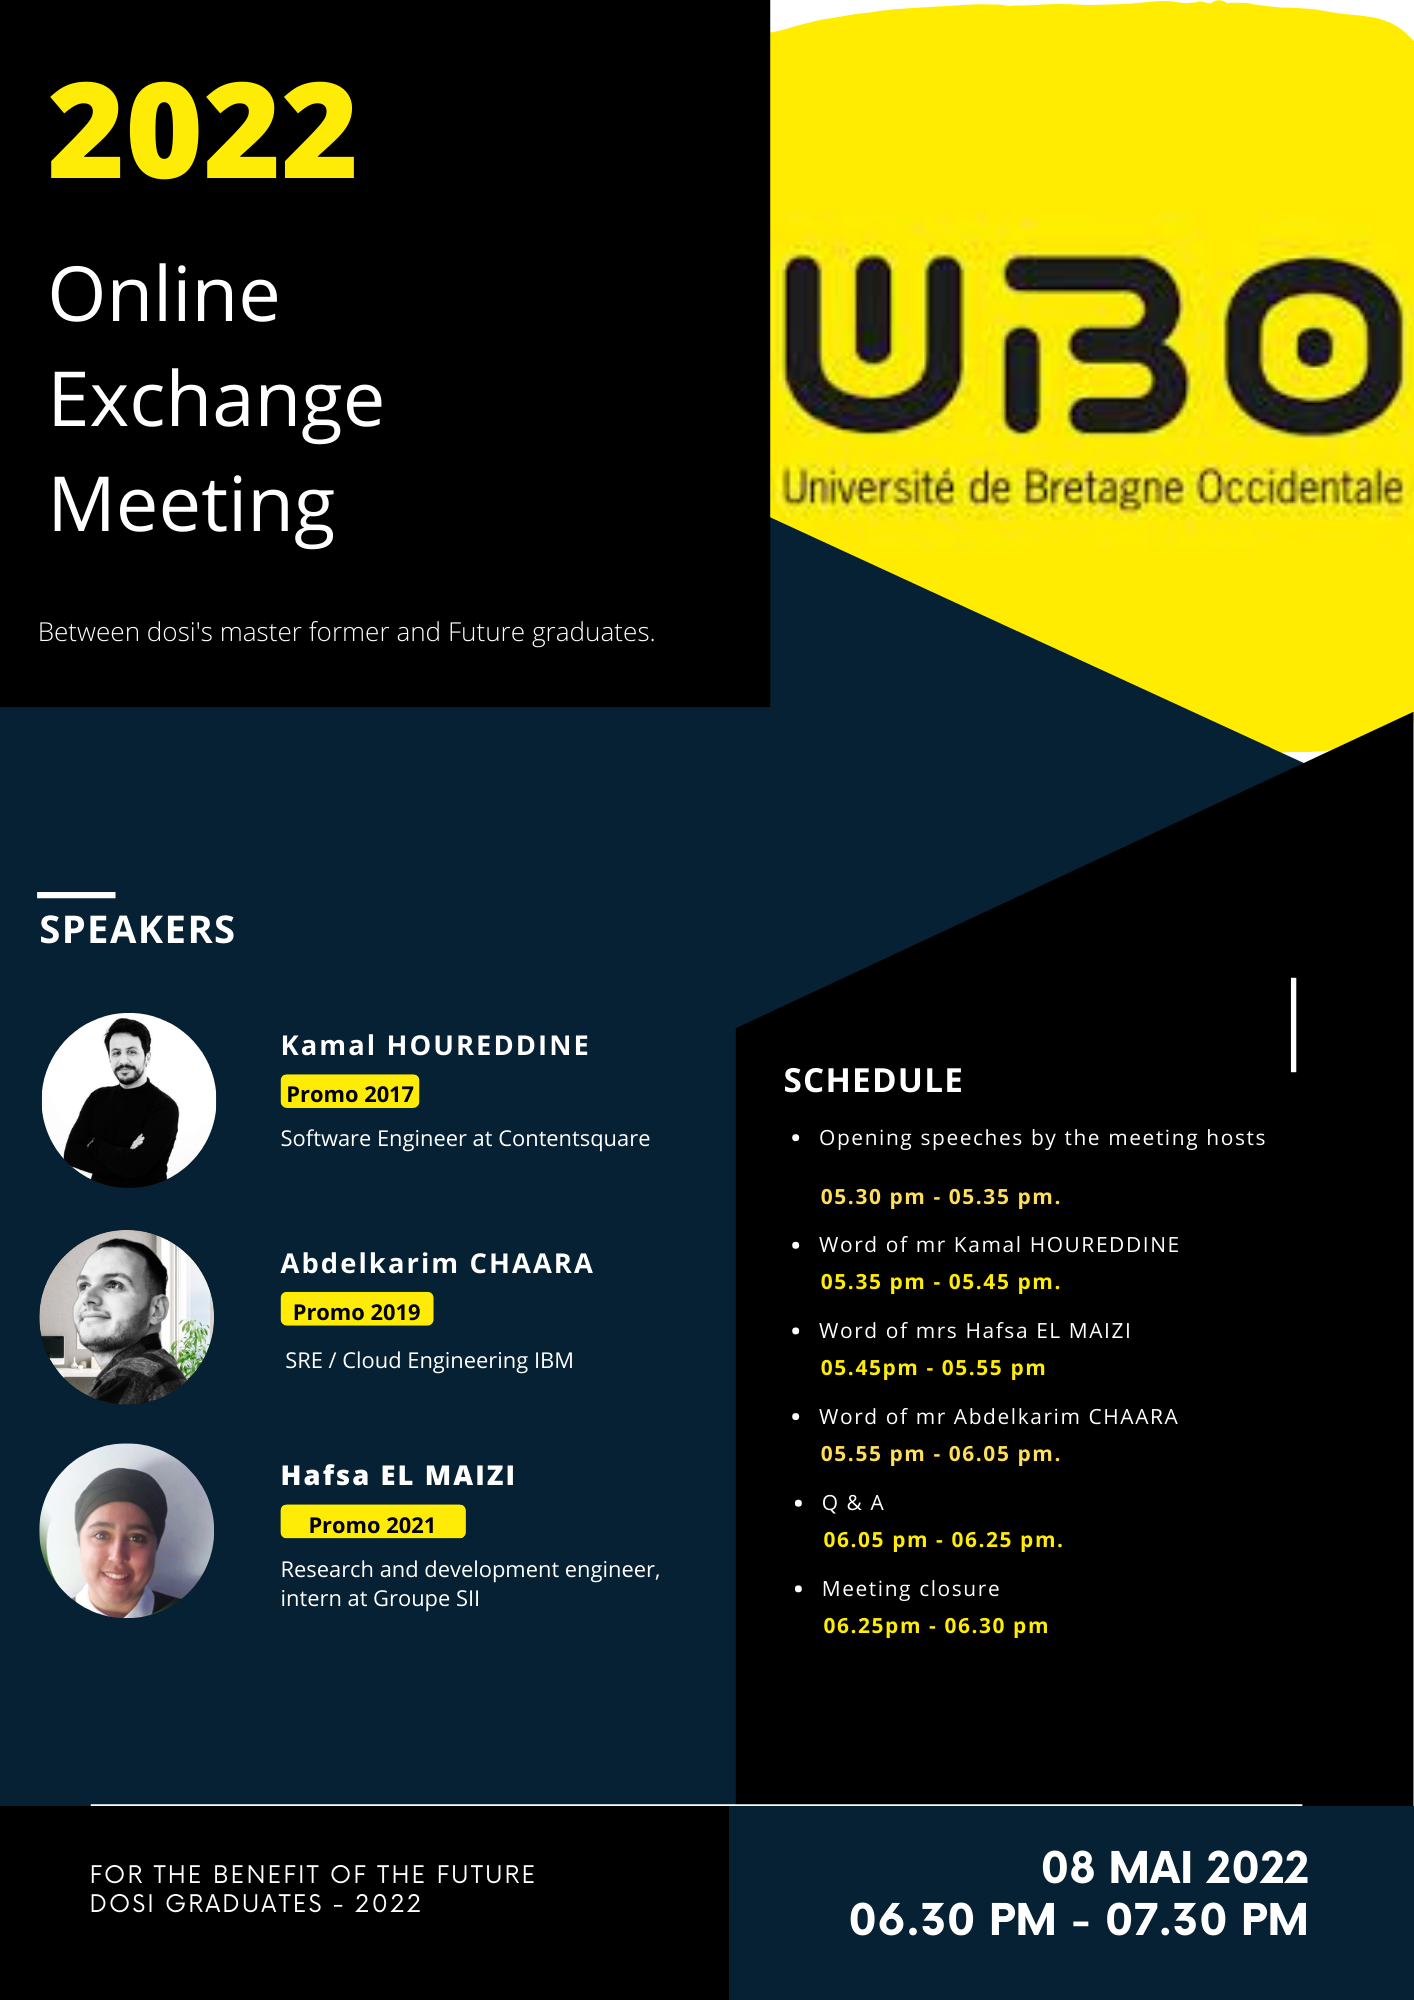 2022
Online
Exchange
Meeting
Between dosi's master former and Future graduates.
UBO
Université de Bretagne Occidentale
SPEAKERS
Kamal HOUREDDINE
Promo 2017
Software Engineer at Contentsquare
Abdelkarim CHAARA
Promo 2019
SRE / Cloud Engineering IBM
Hafsa EL MAIZI
Promo 2021
Research and development engineer,
intern at Groupe SII
SCHEDULE
• Opening speeches by the meeting hosts
05.30 pm - 05.35 pm.
• Word of mr Kamal HOUREDDINE
05.35 pm - 05.45 pm.
• Word of mrs Hafsa EL MAIZI
05.45pm - 05.55 pm
• Word of mr Abdelkarim CHAARA
05.55 pm - 06.05 pm.
• Q & A
06.05 pm - 06.25 pm.
• Meeting closure
06.25pm - 06.30 pm
FOR THE BENEFIT OF THE FUTURE
DOSI GRADUATES - 2022
08 MAI 2022
06.30 PM - 07.30 PM